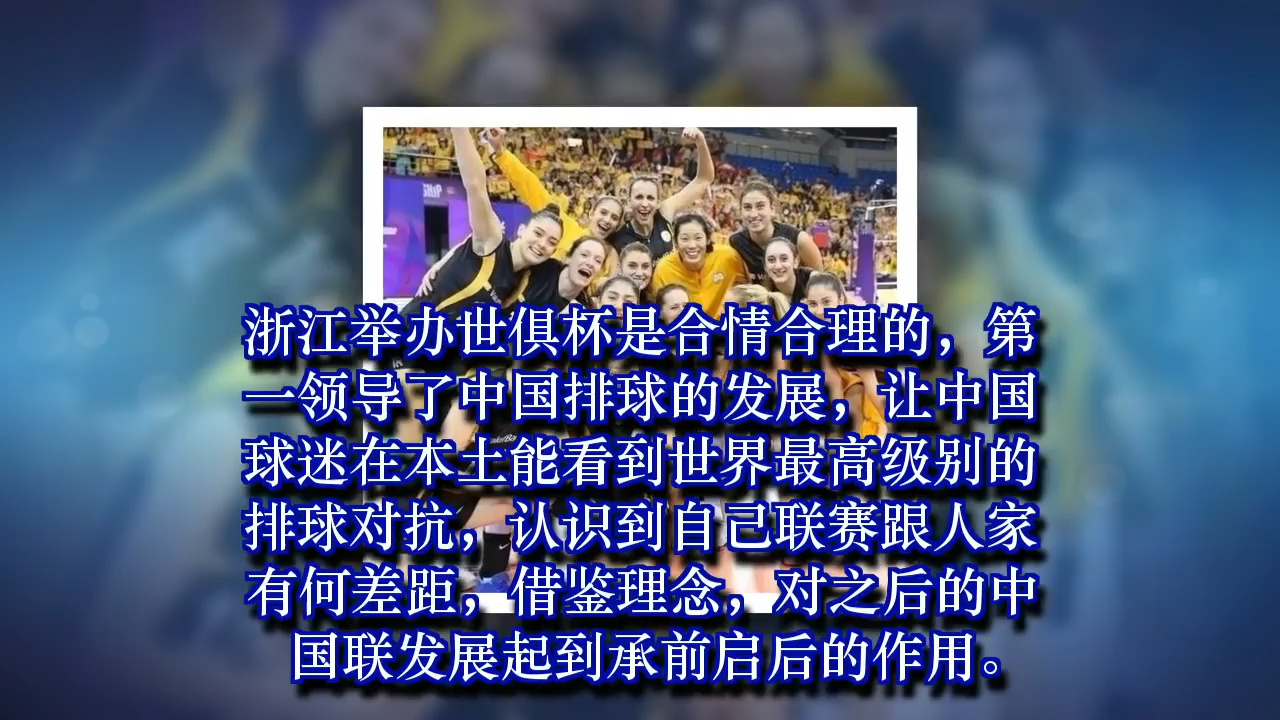 SHIP
浙江举办世俱杯是合情合理的，第
一领导了中国排球的发展，让中国
球迷在本土能看到世界最高级别的
排球对抗，认识到自己联赛跟人家
有何差距，借鉴理念，对之后的中
国联发展起到承前启后的作用。